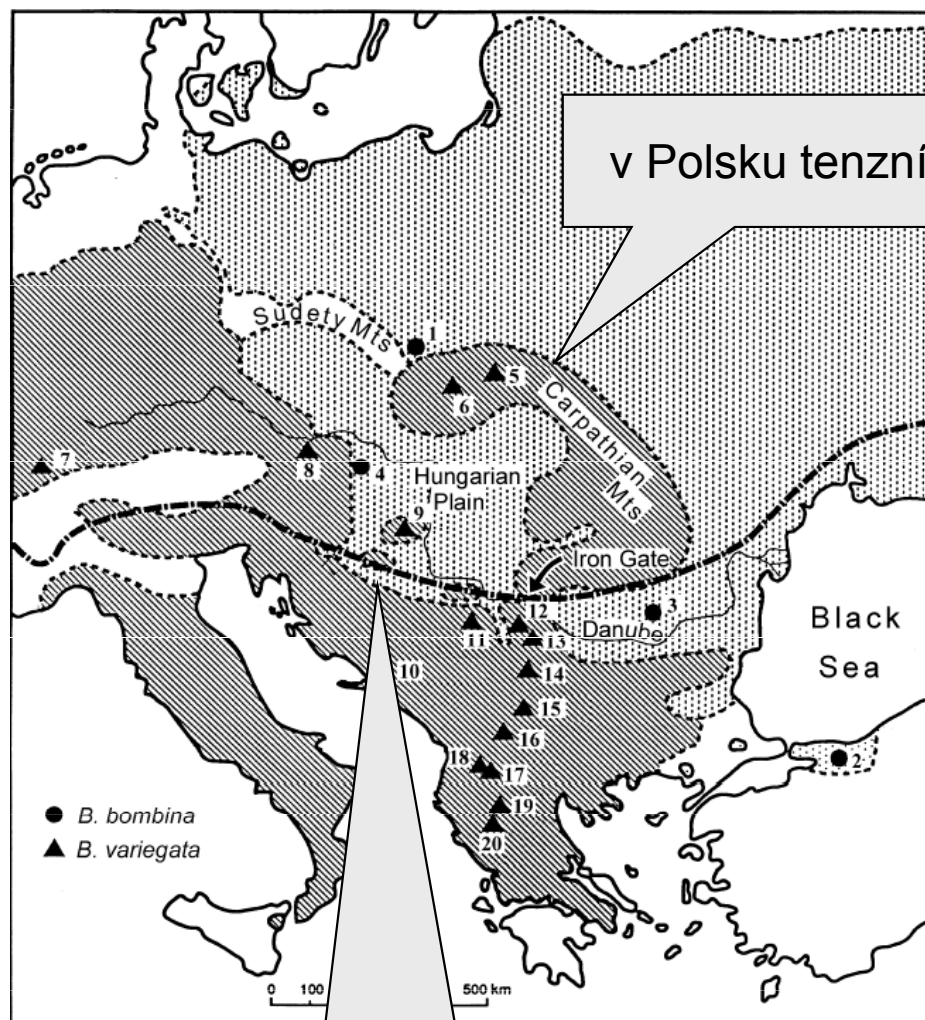 v Polsku tenzní
Sudety Mts
1
5
6
Carpathian Mts
7
8
4
Hungarian
Plain
9
Iron Gate
12
3
11
Danube
13
Black
Sea
10
14
15
16
2
18
17
19
B. bombina
20
B. variegata
0 100 500 km